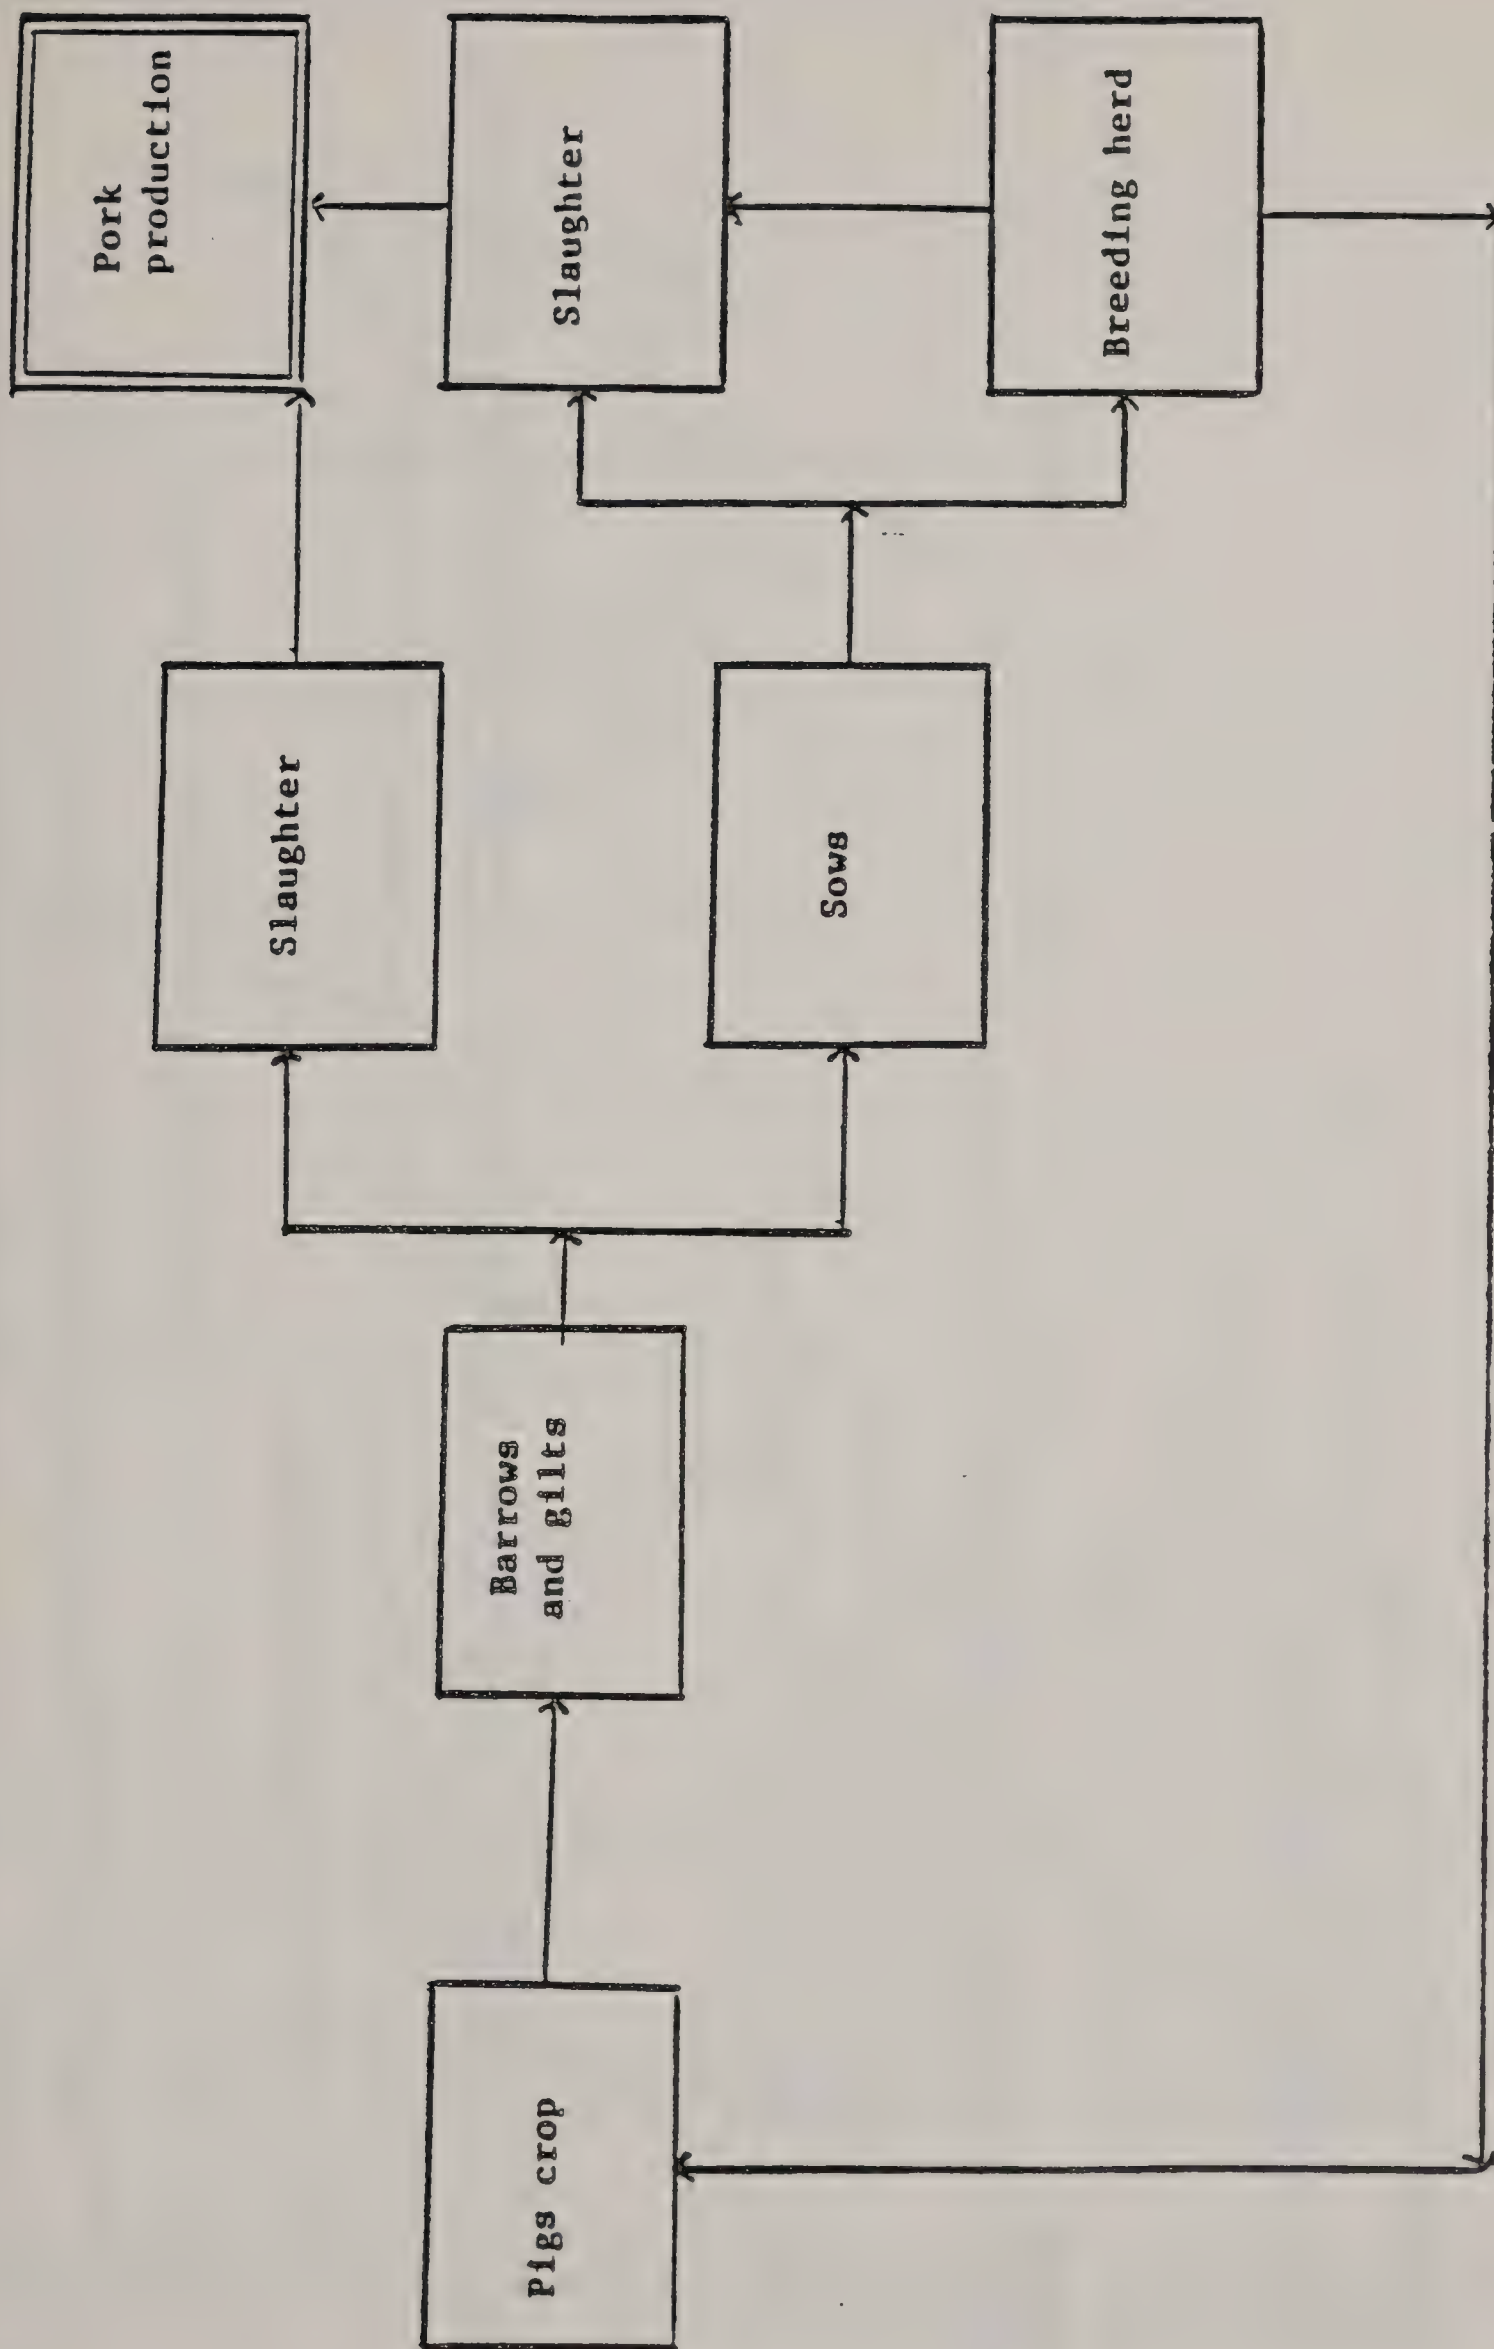 Pork
production
Slaughter
Breeding herd
Slaughter
Sows
Barrows
and gilts
Pigs crop